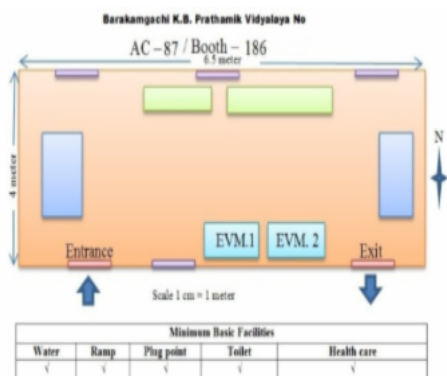 Barakamgachi K.B. Prathamik Vidyalaya No
AC – 87 / Booth – 186
6.5 meter
4 meter
N
EVM.1 EVM. 2
Entrance Exit
Scale 1 cm = 1 meter
Minimum Basic Facilities
Water Ramp Plug point Toilet Health care
√ √ √ √ √